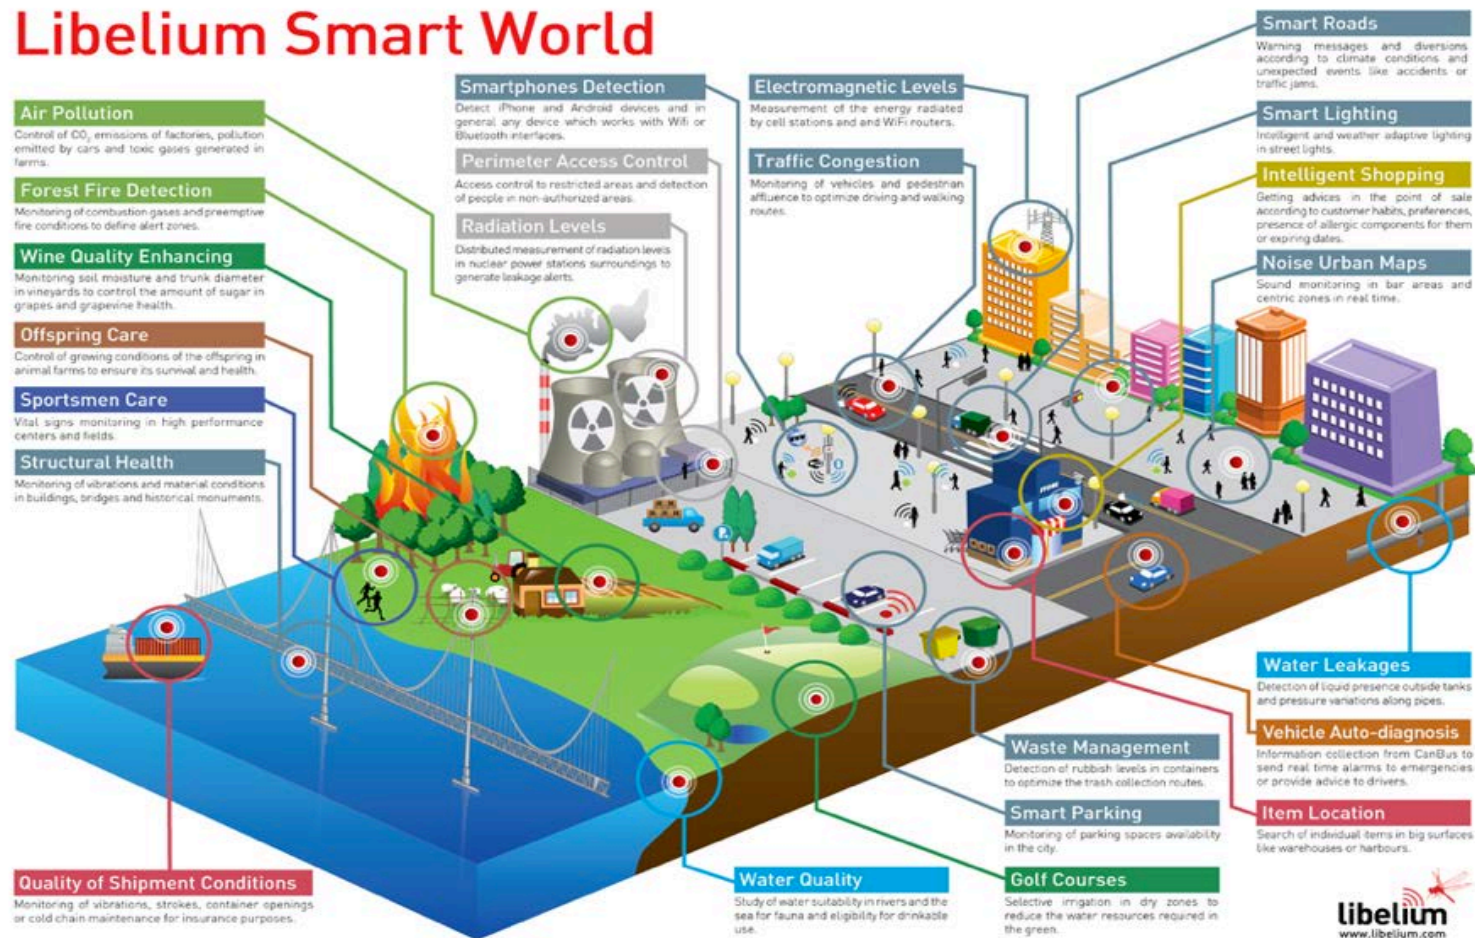 Libelium Smart World
Air Pollution
Control of CO₂ emissions of factories, pollution
emitted by cars and toxic gases generated in
farms.
Forest Fire Detection
Monitoring of combustion gases and preemptive
fire conditions to define alert zones.
Wine Quality Enhancing
Monitoring soil moisture and trunk diameter
in vineyards to control the amount of sugar in
grapes and grapevine health.
Offspring Care
Control of growing conditions of the offspring in
animal farms to ensure its survival and health.
Sportsmen Care
Vital signs monitoring in high performance
centers and fields.
Structural Health
Monitoring of vibrations and material conditions
in buildings, bridges and historical monuments.
Quality of Shipment Conditions
Monitoring of vibrations, strokes, container openings
or cold chain maintenance for insurance purposes.
Smartphones Detection
Detect iPhone and Android devices and in
general any device which works with Wifi or
Bluetooth interfaces.
Perimeter Access Control
Access control to restricted areas and detection
of people in non-authorized areas.
Radiation Levels
Distributed measurement of radiation levels
in nuclear power stations surroundings to
generate leakage alerts.
Electromagnetic Levels
Measurement of the energy radiated
by cell stations and and WiFi routers.
Traffic Congestion
Monitoring of vehicles and pedestrian
affluence to optimize driving and walking
routes.
Smart Roads
Warning messages and diversions
according to climate conditions and
unexpected events like accidents or
traffic jams.
Smart Lighting
Intelligent and weather adaptive lighting
in street lights.
Intelligent Shopping
Getting advices in the point of sale
according to customer habits, preferences,
presence of allergic components for them
or expiring dates.
Noise Urban Maps
Sound monitoring in bar areas and
centric zones in real time.
STORE
P
Water Leakages
Detection of liquid presence outside tanks
and pressure variations along pipes.
Vehicle Auto-diagnosis
Information collection from CanBus to
send real time alarms to emergencies
or provide advice to drivers.
Item Location
Search of individual items in big surfaces
like warehouses or harbours.
Waste Management
Detection of rubbish levels in containers
to optimize the trash collection routes.
Smart Parking
Monitoring of parking spaces availability
in the city.
Golf Courses
Selective irrigation in dry zones to
reduce the water resources required in
the green.
Water Quality
Study of water suitability in rivers and the
sea for fauna and eligibility for drinkable
use.
libelium
www.libelium.com